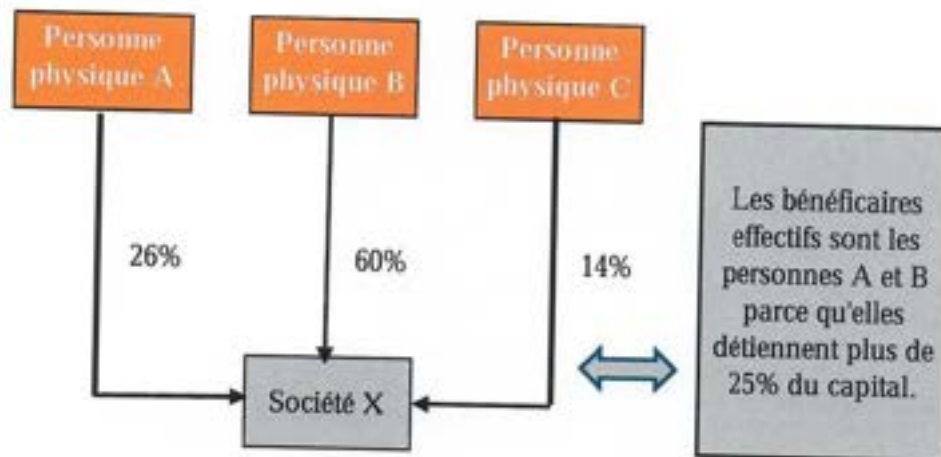 Personne
physique A
Personne
physique B
Personne
physique C
26%
60%
14%
Société X
Les bénéficaires
effectifs sont les
personnes A et B
parce qu'elles
détiennent plus de
25% du capital.